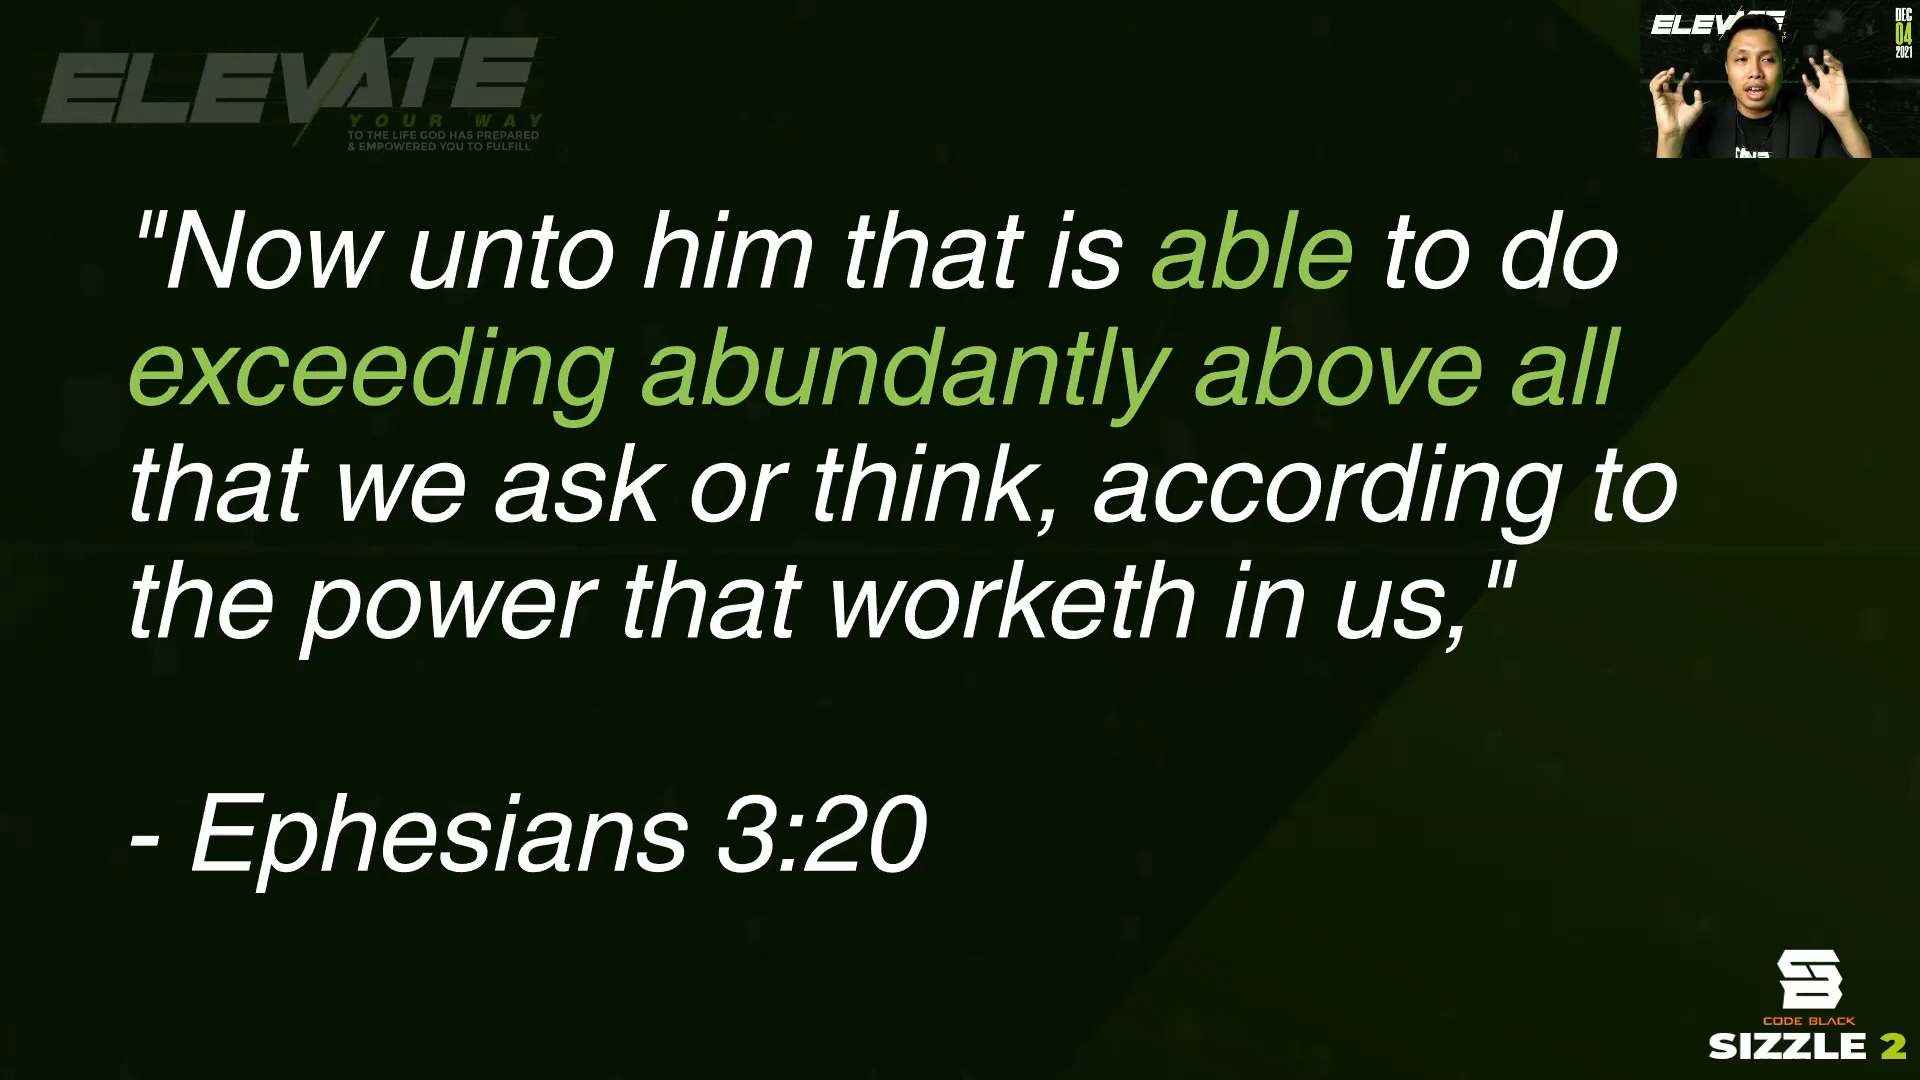 ELEVATE
YOUR WAY
TO THE LIFE GOD HAS PREPARED
& EMPOWERED YOU TO FULFILL
DEC
04
2021
"Now unto him that is able to do
exceeding abundantly above all
that we ask or think, according to
the power that worketh in us,"
- Ephesians 3:20
CODE BLACK
SIZZLE 2